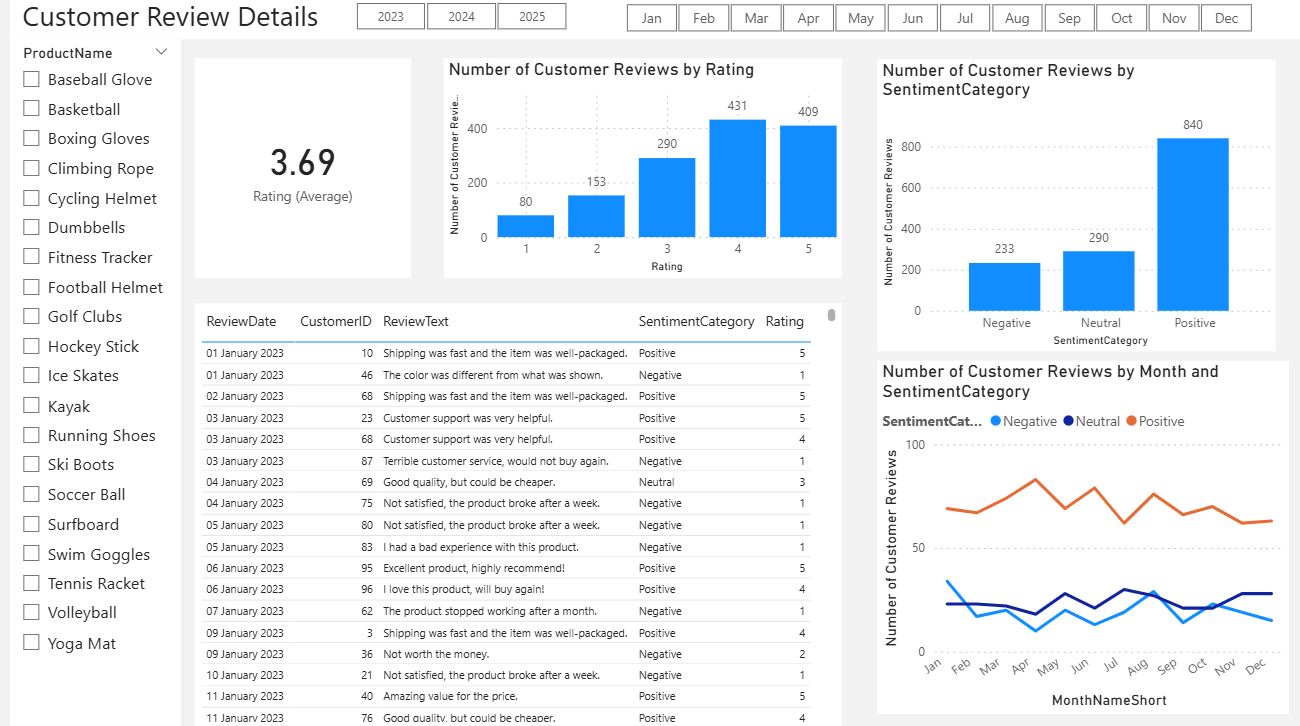 Customer Review Details
2023 2024 2025
Jan Feb Mar Apr May Jun Jul Aug Sep Oct Nov Dec
ProductName
Baseball Glove
Basketball
Boxing Gloves
Climbing Rope
Cycling Helmet
Dumbbells
Fitness Tracker
Football Helmet
Golf Clubs
Hockey Stick
Ice Skates
Kayak
Running Shoes
Ski Boots
Soccer Ball
Surfboard
Swim Goggles
Tennis Racket
Volleyball
Yoga Mat
3.69
Rating (Average)
Number of Customer Reviews by Rating
Number of Customer Revie...
400
200
0
80 153 290 431 409
1 2 3 4 5
Rating
Number of Customer Reviews by
SentimentCategory
Number of Customer Reviews
800
600
400
200
0
233 290 840
Negative Neutral Positive
SentimentCategory
ReviewDate CustomerID ReviewText SentimentCategory Rating
01 January 2023 10 Shipping was fast and the item was well-packaged. Positive 5
01 January 2023 46 The color was different from what was shown. Negative 1
02 January 2023 68 Shipping was fast and the item was well-packaged. Positive 5
03 January 2023 23 Customer support was very helpful. Positive 5
03 January 2023 68 Customer support was very helpful. Positive 4
03 January 2023 87 Terrible customer service, would not buy again. Negative 1
04 January 2023 69 Good quality, but could be cheaper. Neutral 3
04 January 2023 75 Not satisfied, the product broke after a week. Negative 1
05 January 2023 80 Not satisfied, the product broke after a week. Negative 1
05 January 2023 83 I had a bad experience with this product. Negative 1
06 January 2023 95 Excellent product, highly recommend! Positive 5
06 January 2023 96 I love this product, will buy again! Positive 4
07 January 2023 62 The product stopped working after a month. Negative 1
09 January 2023 3 Shipping was fast and the item was well-packaged. Positive 4
09 January 2023 36 Not worth the money. Negative 2
10 January 2023 21 Not satisfied, the product broke after a week. Negative 1
11 January 2023 40 Amazing value for the price. Positive 5
11 January 2023 76 Good quality, but could be cheaper. Positive 4
Number of Customer Reviews by Month and
SentimentCategory
SentimentCat... Negative Neutral Positive
Number of Customer Reviews
100
50
0
Jan Feb Mar Apr May Jun Jul Aug Sep Oct Nov Dec
MonthNameShort